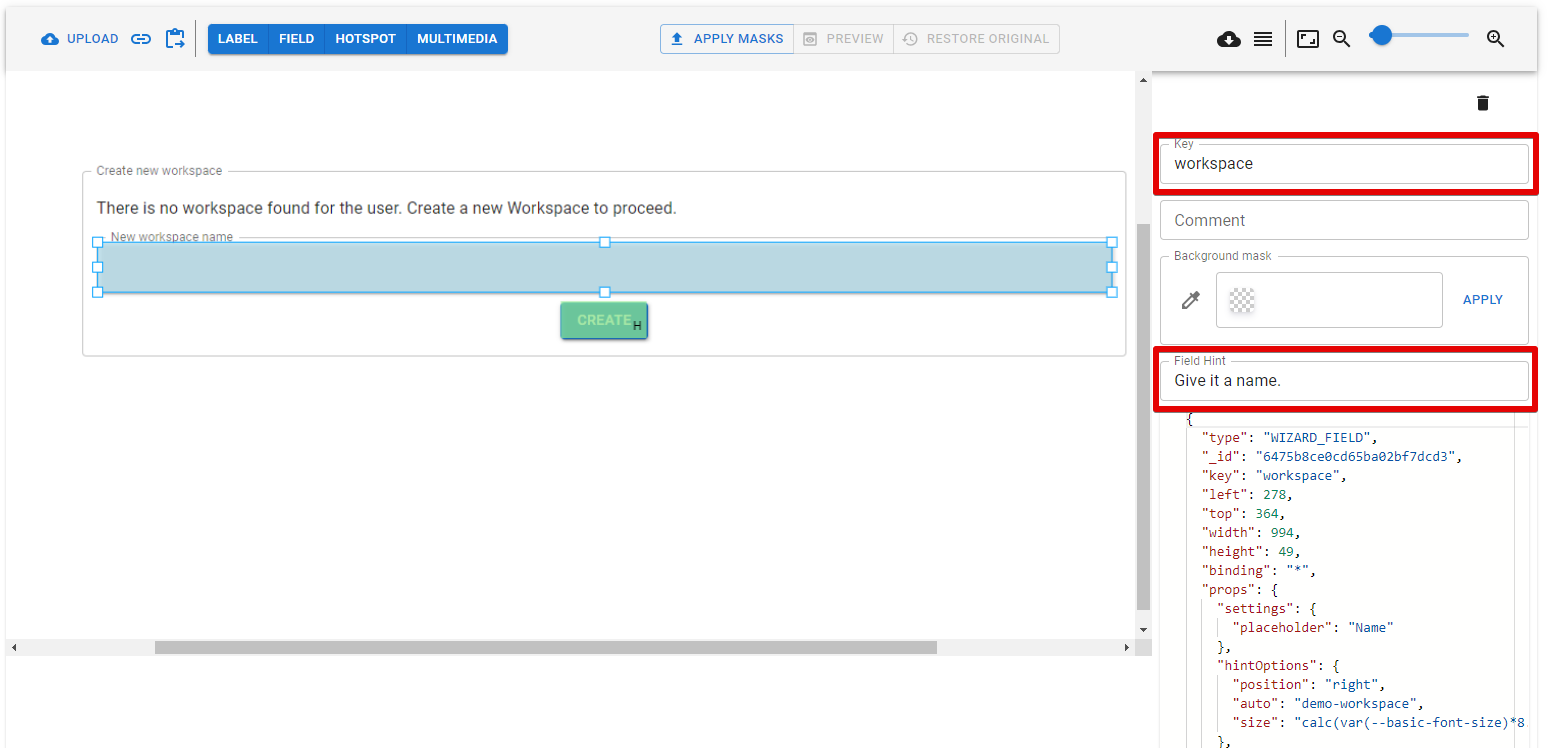 UPLOAD
LABEL FIELD HOTSPOT MULTIMEDIA
APPLY MASKS PREVIEW RESTORE ORIGINAL
Create new workspace
There is no workspace found for the user. Create a new Workspace to proceed.
New workspace name
CREATE H
Key
workspace
Comment
Background mask
APPLY
Field Hint
Give it a name.
{
"type": "WIZARD_FIELD",
"_id": "6475b8ce0cd65ba02bf7dcd3",
"key": "workspace",
"left": 278,
"top": 364,
"width": 994,
"height": 49,
"binding": "*",
"props": {
"settings": {
"placeholder": "Name"
},
"hintOptions": {
"position": "right",
"auto": "demo-workspace",
"size": "calc(var(--basic-font-size)*8
},